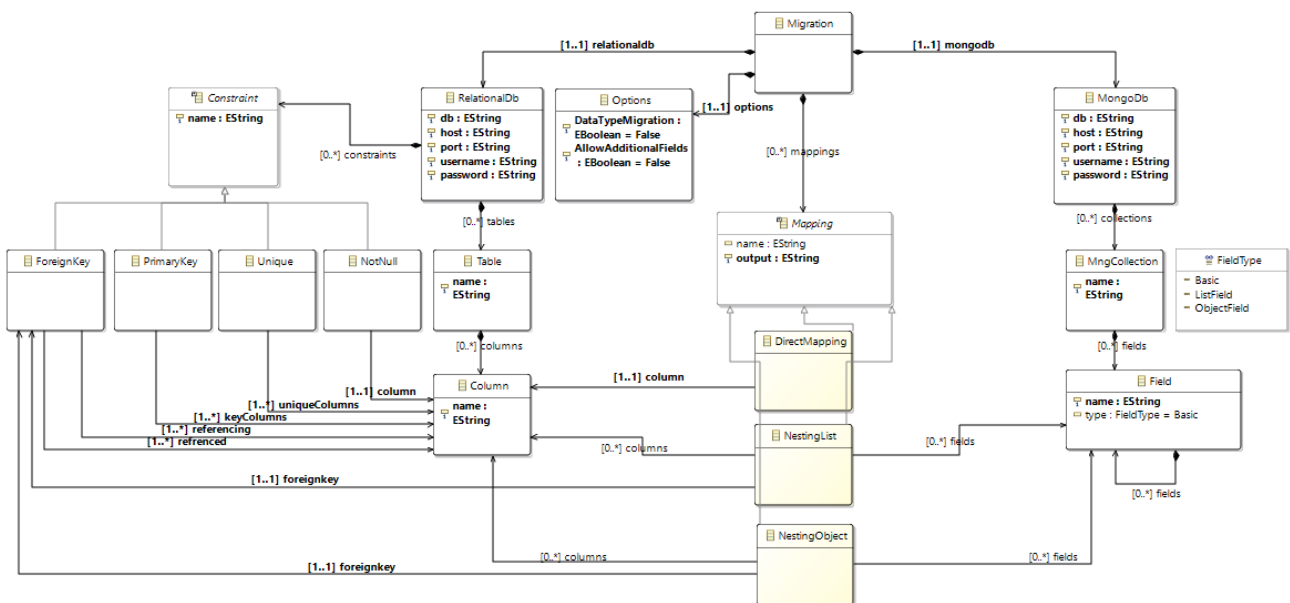 Migration
[1..1] relationaldb
[1..1] mongodb
Constraint
name : EString
RelationalDb
db : EString
host : EString
port : EString
username : EString
password : EString
Options
DataTypeMigration :
EBoolean = False
AllowAdditionalFields
: EBoolean = False
[1..1] options
MongoDb
db : EString
host : EString
port : EString
username : EString
password : EString
[0..*] constraints
[0..*] mappings
[0..*] tables
[0..*] collections
Mapping
name : EString
output : EString
ForeignKey
PrimaryKey
Unique
NotNull
Table
name :
EString
MngCollection
name :
EString
FieldType
Basic
ListField
ObjectField
[0..*] columns
[0..*] fields
DirectMapping
Column
name :
EString
[1..1] column
[1..1] column
Field
name : EString
type : FieldType = Basic
[1..*] uniqueColumns
[1..*] keyColumns
[1..*] referencing
[1..*] refrenced
NestingList
[0..*] columns
[0..*] fields
[1..1] foreignkey
[0..*] fields
NestingObject
[0..*] columns
[0..*] fields
[1..1] foreignkey